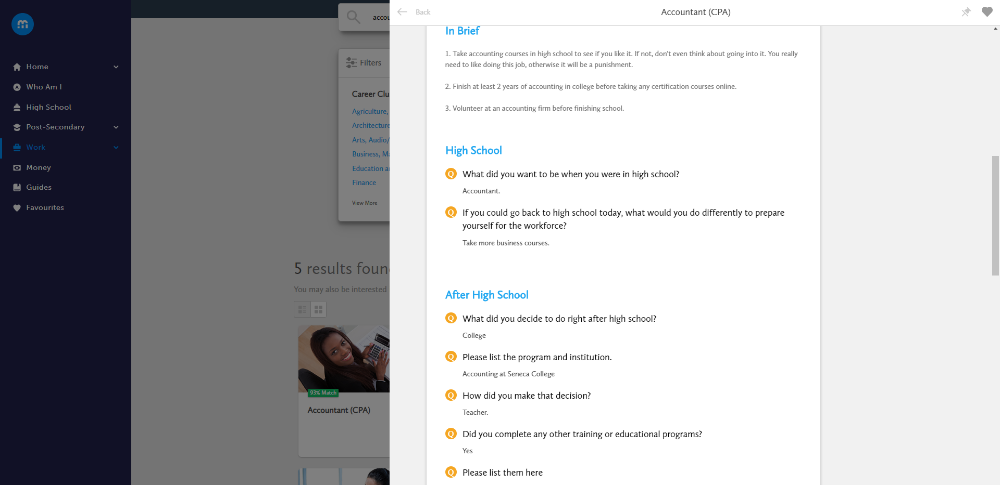 m
Home
Who Am I
High School
Post-Secondary
Work
Money
Guides
Favourites
Filters
Career
Agriculture,
Architecture
Arts, Audio/
Business,
Education
Finance
View More
5 results
You may also be interested
93% Match
Accountant (CPA)
Back
Accountant (CPA)
In Brief
1. Take accounting courses in high school to see if you like it. If not, don't even think about going into it. You really
need to like doing this job, otherwise it will be a punishment.
2. Finish at least 2 years of accounting in college before taking any certification courses online.
3. Volunteer at an accounting firm before finishing school.
High School
Q What did you want to be when you were in high school?
Accountant.
Q If you could go back to high school today, what would you do differently to prepare
yourself for the workforce?
Take more business courses.
After High School
Q What did you decide to do right after high school?
College
Q Please list the program and institution.
Accounting at Seneca College
Q How did you make that decision?
Teacher.
Q Did you complete any other training or educational programs?
Yes
Q Please list them here